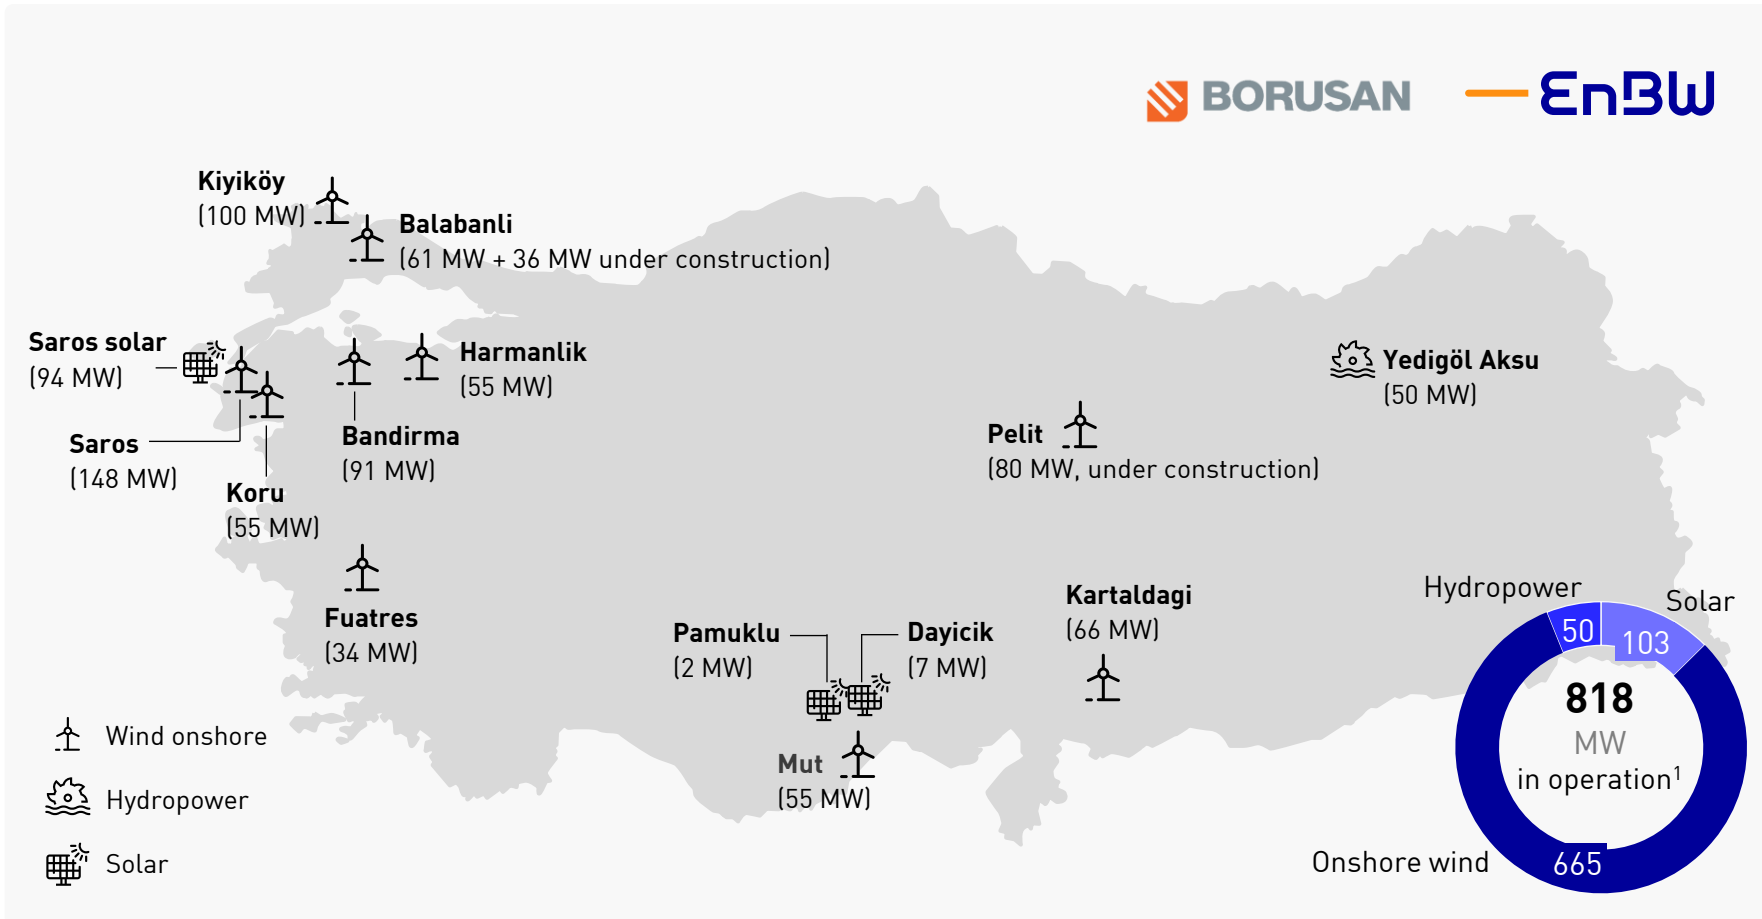 BORUSAN
EnBW
Kiyiköy
(100 MW)
Balabanli
(61 MW + 36 MW under construction)
Saros solar
(94 MW)
Harmanlik
(55 MW)
Yedigöl Aksu
(50 MW)
Saros
(148 MW)
Bandirma
(91 MW)
Pelit
(80 MW, under construction)
Koru
(55 MW)
Fuatres
(34 MW)
Pamuklu
(2 MW)
Dayicik
(7 MW)
Kartaldagi
(66 MW)
Mut
(55 MW)
Wind onshore
Hydropower
Solar
Hydropower
Solar
50
103
818
MW
in operation¹
Onshore wind
665